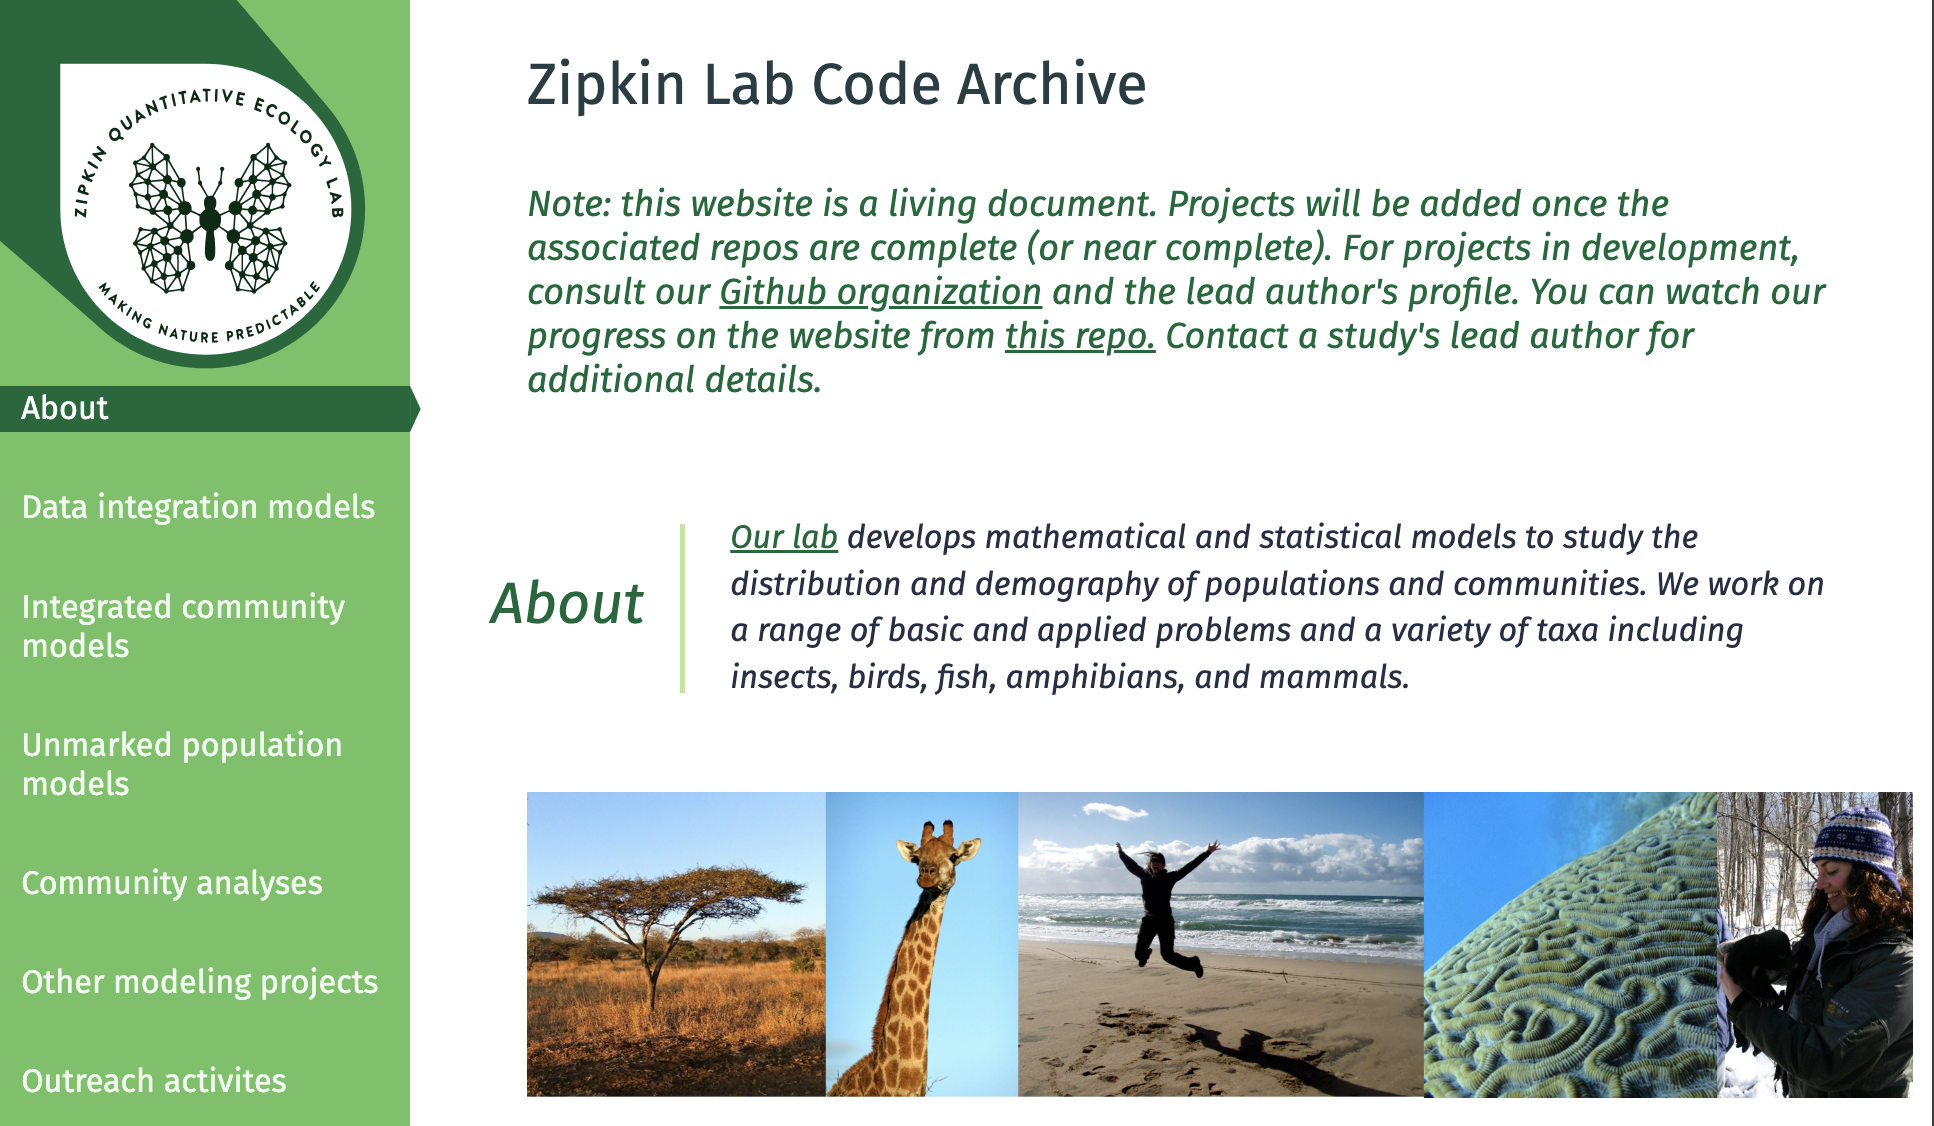 ZIPKIN QUANTITATIVE ECOLOGY LAB
MAKING NATURE PREDICTABLE
About
Data integration models
Integrated community
models
Unmarked population
models
Community analyses
Other modeling projects
Outreach activites
Zipkin Lab Code Archive
Note: this website is a living document. Projects will be added once the
associated repos are complete (or near complete). For projects in development,
consult our Github organization and the lead author's profile. You can watch our
progress on the website from this repo. Contact a study's lead author for
additional details.
About
Our lab develops mathematical and statistical models to study the
distribution and demography of populations and communities. We work on
a range of basic and applied problems and a variety of taxa including
insects, birds, fish, amphibians, and mammals.